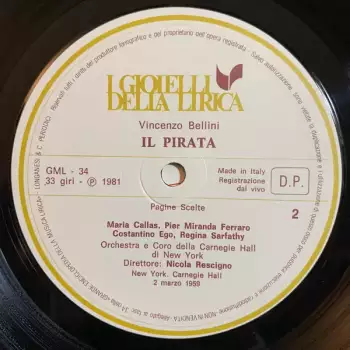 I GIOIELLI
DELLA LIRICA
Vincenzo Bellini
IL PIRATA
GML - 34
33 giri - Ⓟ 1981
Made in Italy
Registrazione
dal vivo
D.P.
Pagine Scelte
2
Maria Callas, Pier Miranda Ferraro
Costantino Ego, Regina Sarfathy
Orchestra e Coro della Carnegie Hall
di New York
Direttore: Nicola Rescigno
New York, Carnegie Hall
2 marzo 1959